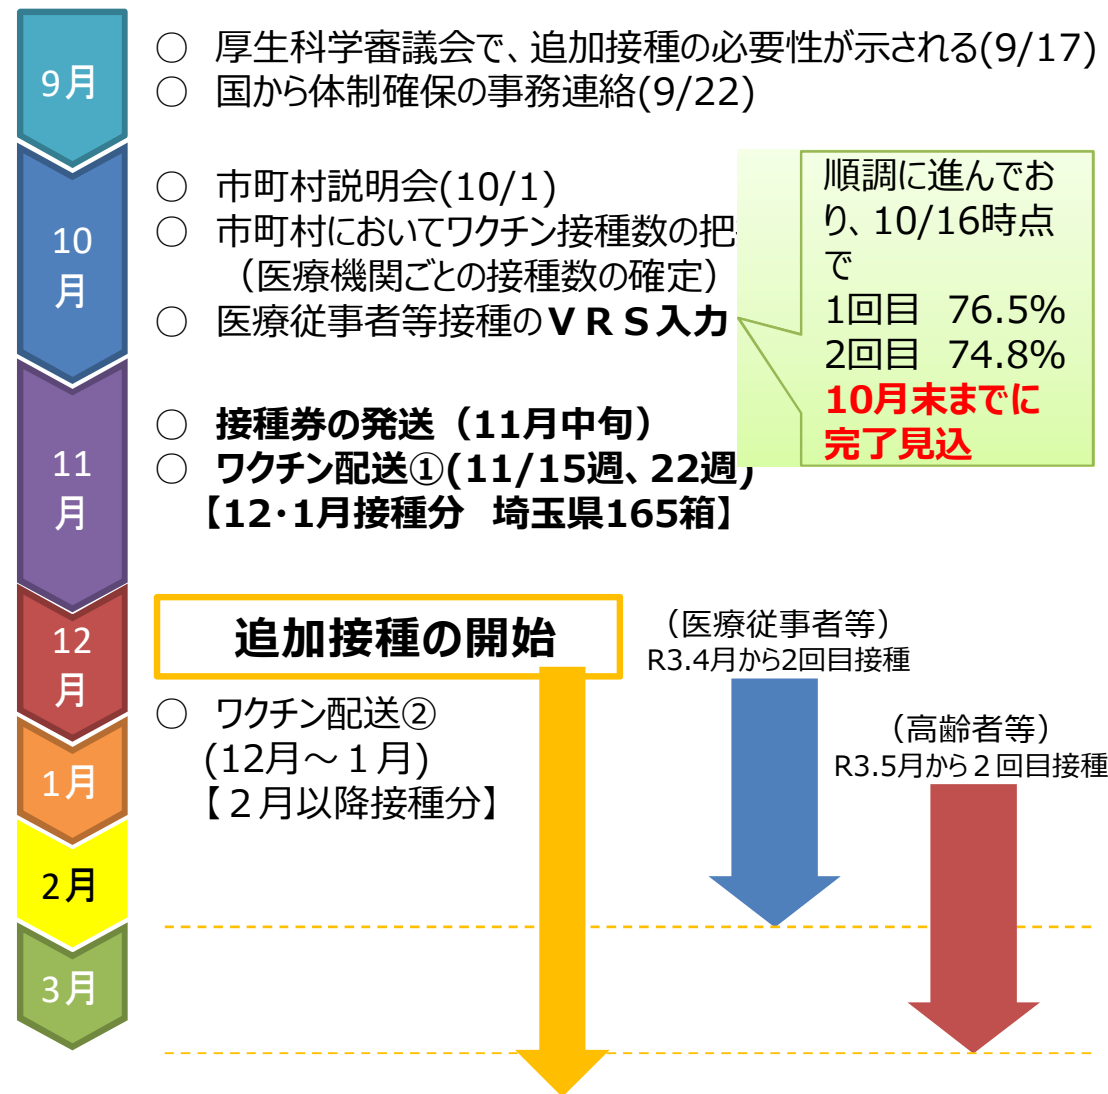 9月
○ 厚生科学審議会で、追加接種の必要性が示される(9/17)
○ 国から体制確保の事務連絡(9/22)
10
月
○ 市町村説明会(10/1)
○ 市町村においてワクチン接種数の把
（医療機関ごとの接種数の確定）
○ 医療従事者等接種のＶＲＳ入力
順調に進んでお
り、10/16時点
で
1回目 76.5%
2回目 74.8%
10月末までに
完了見込
11
月
○ 接種券の発送（11月中旬）
○ ワクチン配送①(11/15週、22週)
【12・1月接種分 埼玉県165箱】
12
月
追加接種の開始
（医療従事者等）
R3.4月から2回目接種
○ ワクチン配送②
(12月～１月)
【２月以降接種分】
（高齢者等）
R3.5月から２回目接種
1月
2月
3月